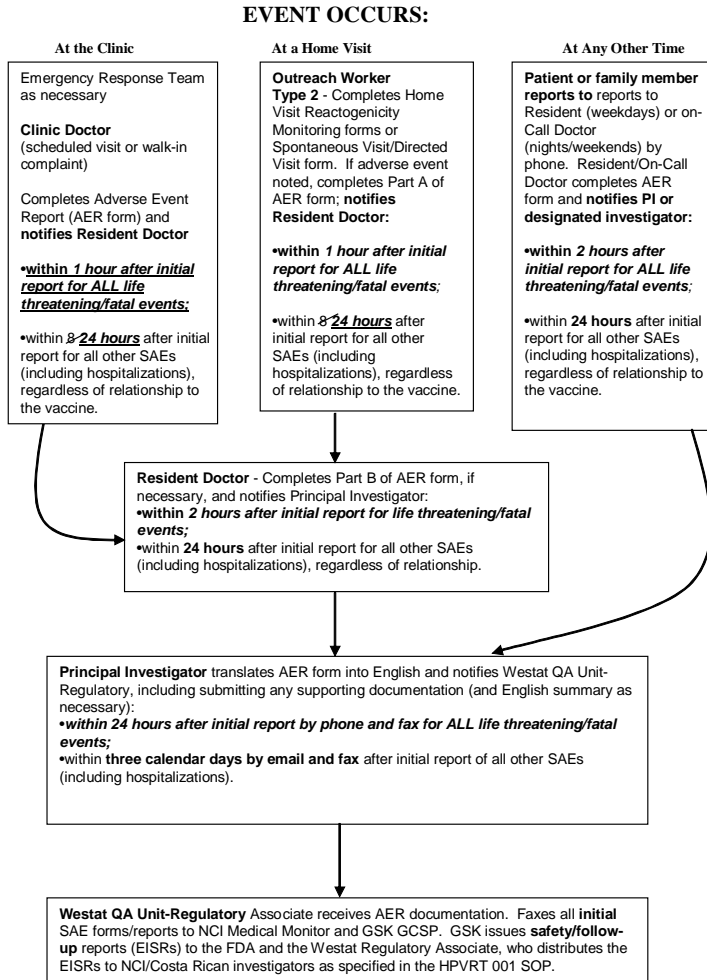 EVENT OCCURS:
At the Clinic
Emergency Response Team
as necessary
Clinic Doctor
(scheduled visit or walk-in
complaint)
Completes Adverse Event
Report (AER form) and
notifies Resident Doctor
•within 1 hour after initial
report for ALL life
threatening/fatal events;
•within 8 24 hours after initial
report for all other SAEs
(including hospitalizations),
regardless of relationship to
the vaccine.
At a Home Visit
Outreach Worker
Type 2 - Completes Home
Visit Reactogenicity
Monitoring forms or
Spontaneous Visit/Directed
Visit form. If adverse event
noted, completes Part A of
AER form; notifies
Resident Doctor:
•within 1 hour after initial
report for ALL life
threatening/fatal events;
•within 8 24 hours after
initial report for all other
SAEs (including
hospitalizations), regardless
of relationship to the vaccine.
At Any Other Time
Patient or family member
reports to reports to
Resident (weekdays) or on-
Call Doctor
(nights/weekends) by
phone. Resident/On-Call
Doctor completes AER
form and notifies PI or
designated investigator:
•within 2 hours after
initial report for ALL life
threatening/fatal events;
•within 24 hours after initial
report for all other SAEs
(including hospitalizations),
regardless of relationship to
the vaccine.
Resident Doctor - Completes Part B of AER form, if
necessary, and notifies Principal Investigator:
•within 2 hours after initial report for life threatening/fatal
events;
•within 24 hours after initial report for all other SAEs
(including hospitalizations), regardless of relationship.
Principal Investigator translates AER form into English and notifies Westat QA Unit-
Regulatory, including submitting any supporting documentation (and English summary as
necessary):
•within 24 hours after initial report by phone and fax for ALL life threatening/fatal
events;
•within three calendar days by email and fax after initial report of all other SAEs
(including hospitalizations).
Westat QA Unit-Regulatory Associate receives AER documentation. Faxes all initial
SAE forms/reports to NCI Medical Monitor and GSK GCSP. GSK issues safety/follow-
up reports (EISRs) to the FDA and the Westat Regulatory Associate, who distributes the
EISRs to NCI/Costa Rican investigators as specified in the HPVRT 001 SOP.